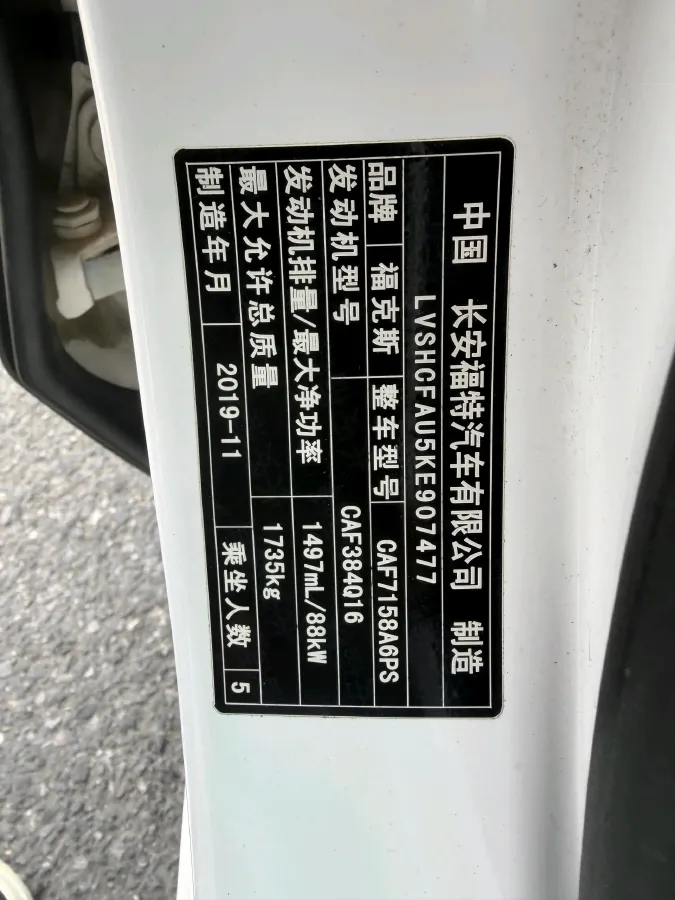 中国 长安福特汽车有限公司 制造
LVSHCFAU5KE907477
品牌 福克斯 整车型号 CAF7158A6PS
发动机型号 CAF384Q16
发动机排量/最大净功率 1497mL/88kW
最大允许总质量 1735kg
制造年月 2019-11 乘坐人数 5